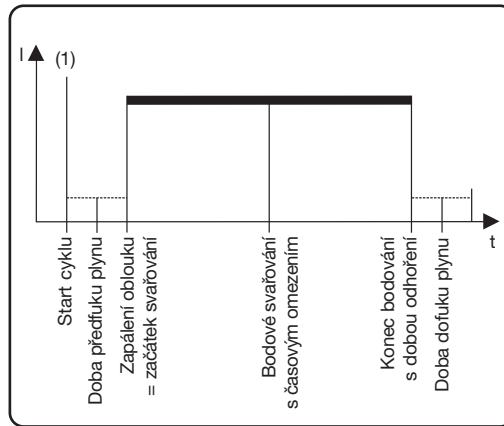 I
(1)
t
Start cyklu
Doba předfuku plynu
Zapálení oblouku
= začátek svařování
Bodové svařování
s časovým omezením
Konec bodování
s dobou odhoření
Doba dofuku plynu